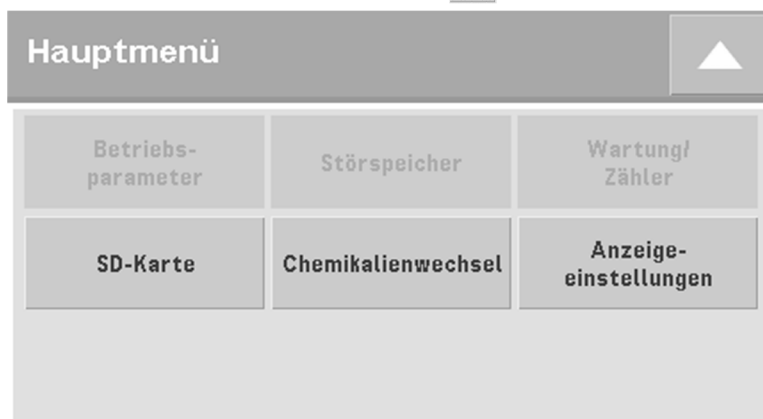 Hauptmenü
Betriebs-
parameter
Störspeicher
Wartung/
Zähler
SD-Karte
Chemikalienwechsel
Anzeige-
einstellungen